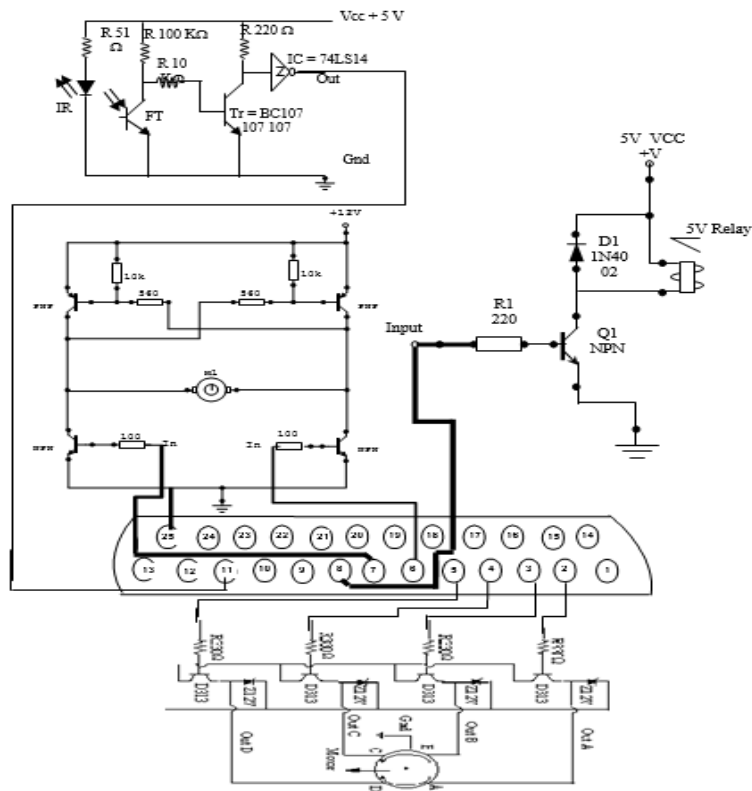 Vcc + 5 V
R 51
Ω
R 100 KΩ
R 220 Ω
R 10
KΩ
IC = 74LS14
Out
IR
FT
Tr = BC107
107 107
Gnd
5V VCC
+V
5V Relay
D1
1N40
02
R1
220
Input
Q1
NPN
+12V
10k
10k
560
560
PNP
PNP
m1
100
In
In
100
NPN
NPN
25
24
23
22
21
20
19
18
17
16
15
14
13
12
11
10
9
8
7
6
5
4
3
2
1
D313
D313
D313
D313
Out D
Out C
Gnd
Out B
Out A
C
Motor
D
A